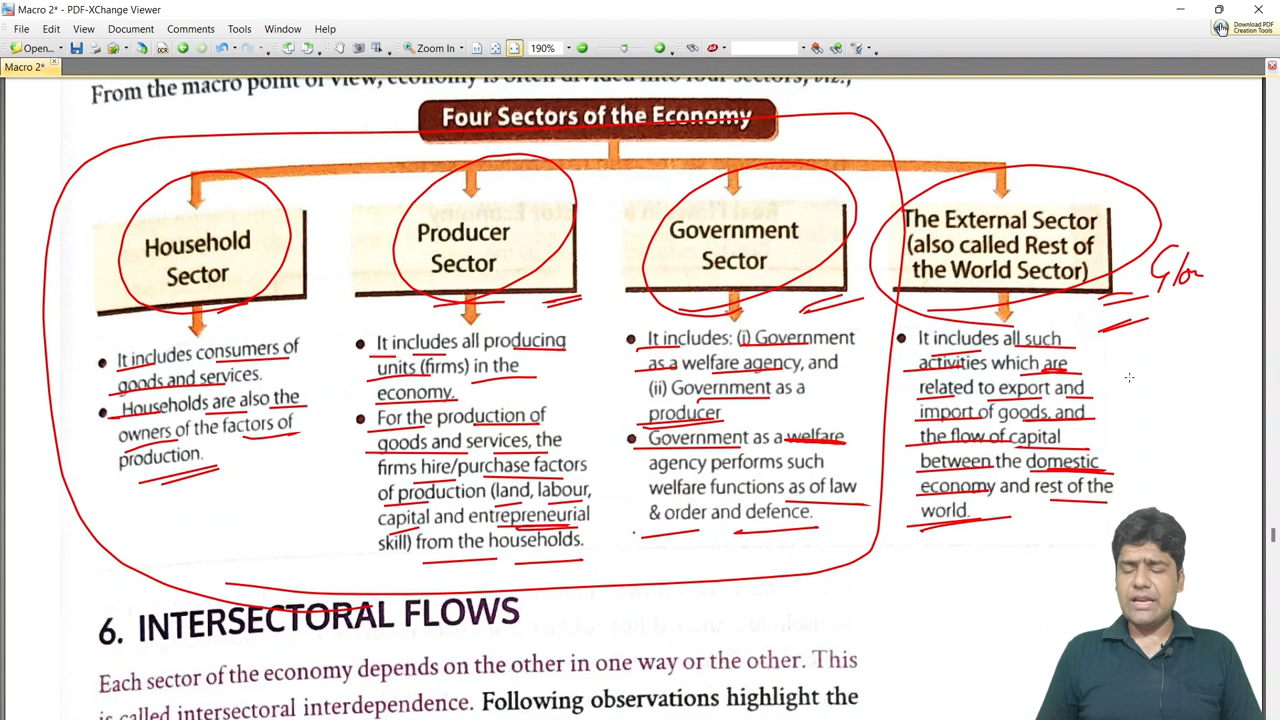 Macro 2* - PDF-XChange Viewer
File Edit View Document Comments Tools Window Help
Open... Zoom In 190%
Download PDF
Creation Tools
Macro 2*
From the macro point of view, economy is often divided into four sectors, viz.,
Four Sectors of the Economy
Household
Sector
Producer
Sector
Government
Sector
The External Sector
(also called Rest of
the World Sector)
• It includes consumers of
goods and services.
• Households are also the
owners of the factors of
production.
• It includes all producing
units (firms) in the
economy.
• For the production of
goods and services, the
firms hire/purchase factors
of production (land, labour,
capital and entrepreneurial
skill) from the households.
• It includes: (i) Government
as a welfare agency, and
(ii) Government as a
producer
• Government as a welfare
agency performs such
welfare functions as of law
& order and defence.
• It includes all such
activities which are
related to export and
import of goods, and
the flow of capital
between the domestic
economy and rest of the
world.
6. INTERSECTORAL FLOWS
Each sector of the economy depends on the other in one way or the other. This
is called intersectoral interdependence. Following observations highlight the